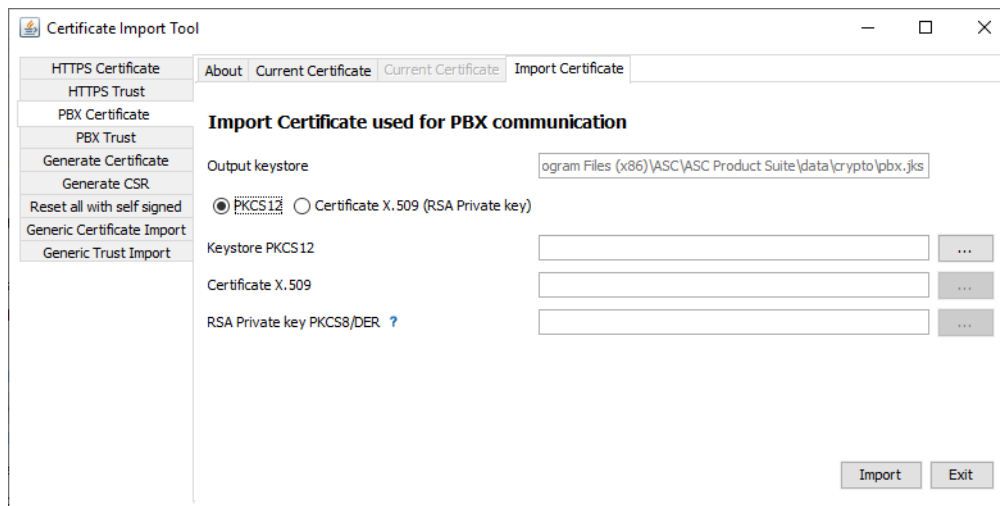 Certificate Import Tool
HTTPS Certificate
HTTPS Trust
PBX Certificate
PBX Trust
Generate Certificate
Generate CSR
Reset all with self signed
Generic Certificate Import
Generic Trust Import
About Current Certificate Current Certificate Import Certificate
Import Certificate used for PBX communication
Output keystore ogram Files (x86)\ASC\ASC Product Suite\data\crypto\pbx.jks
PKCS12 Certificate X.509 (RSA Private key)
Keystore PKCS12 ...
Certificate X.509 ...
RSA Private key PKCS8/DER ? ...
Import Exit